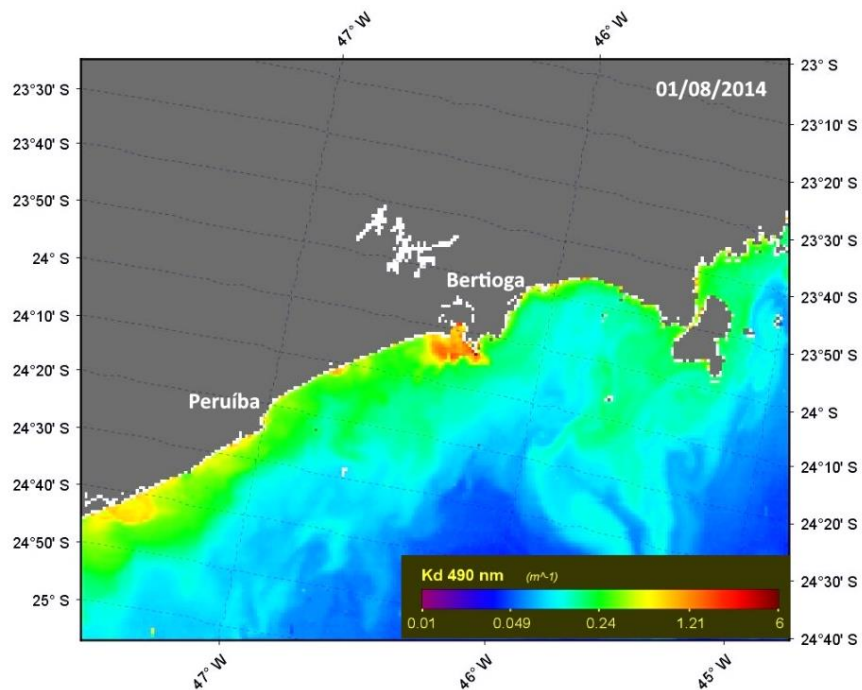 47° W
46° W
01/08/2014
23°30' S
23°40' S
23°50' S
24° S
24°10' S
24°20' S
24°30' S
24°40' S
24°50' S
25° S
23° S
23°10' S
23°20' S
23°30' S
23°40' S
23°50' S
24° S
24°10' S
24°20' S
24°30' S
24°40' S
Bertioga
Peruíba
Kd 490 nm (m^-1)
0.01 0.049 0.24 1.21 6
47° W
46° W
45° W